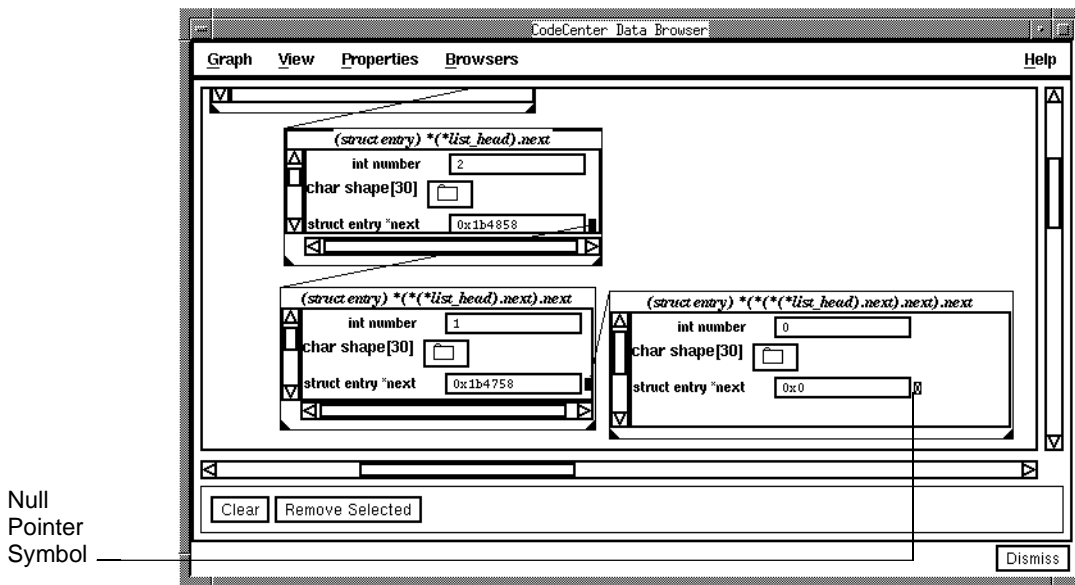 CodeCenter Data Browser
Graph View Properties Browsers Help
(struct entry) *(*list_head).next
int number 2
char shape[30]
struct entry *next 0x1b4858
(struct entry) *(*(*list_head).next).next
int number 1
char shape[30]
struct entry *next 0x1b4758
(struct entry) *(*(*(*list_head).next).next).next
int number 0
char shape[30]
struct entry *next 0x0
Clear Remove Selected
Null
Pointer
Symbol
Dismiss